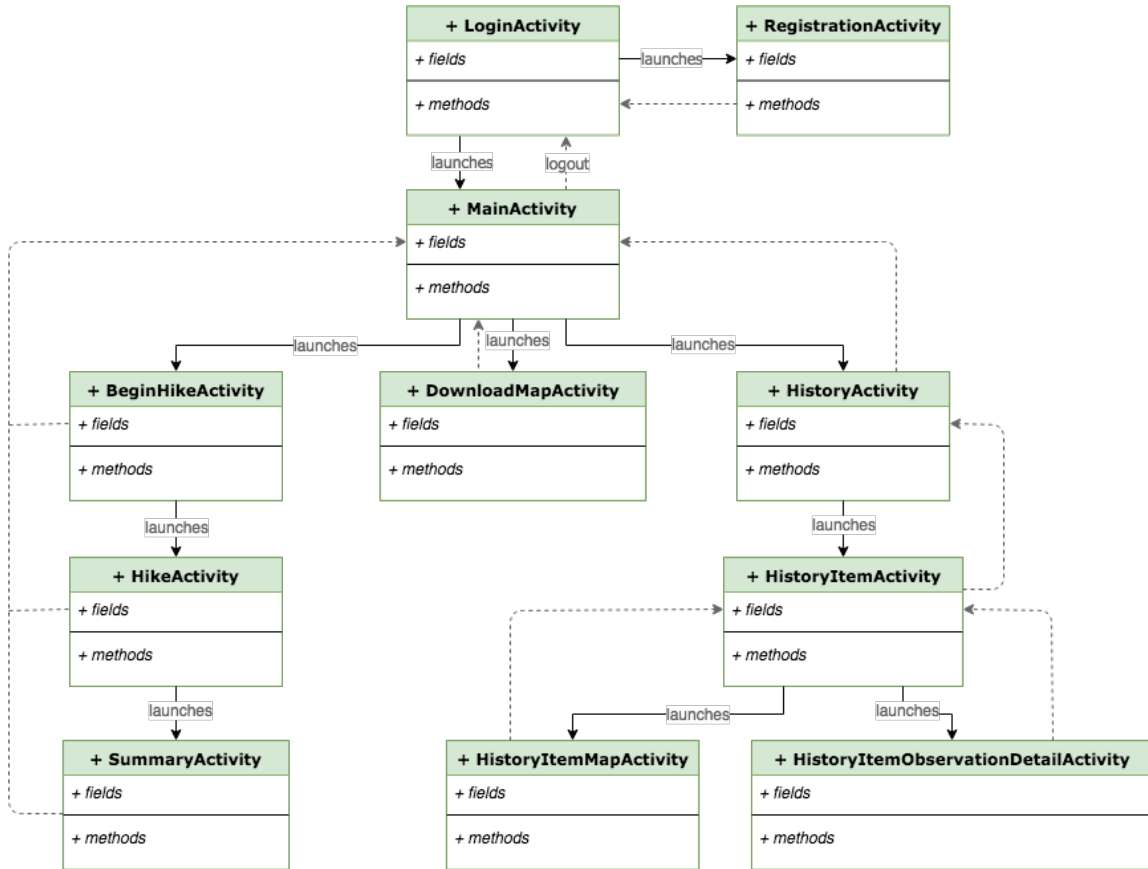 + LoginActivity
+ fields
+ methods
launches
+ RegistrationActivity
+ fields
+ methods
launches
logout
+ MainActivity
+ fields
+ methods
launches
launches
launches
+ BeginHikeActivity
+ fields
+ methods
+ DownloadMapActivity
+ fields
+ methods
+ HistoryActivity
+ fields
+ methods
launches
launches
+ HikeActivity
+ fields
+ methods
+ HistoryItemActivity
+ fields
+ methods
launches
launches
launches
+ SummaryActivity
+ fields
+ methods
+ HistoryItemMapActivity
+ fields
+ methods
+ HistoryItemObservationDetailActivity
+ fields
+ methods